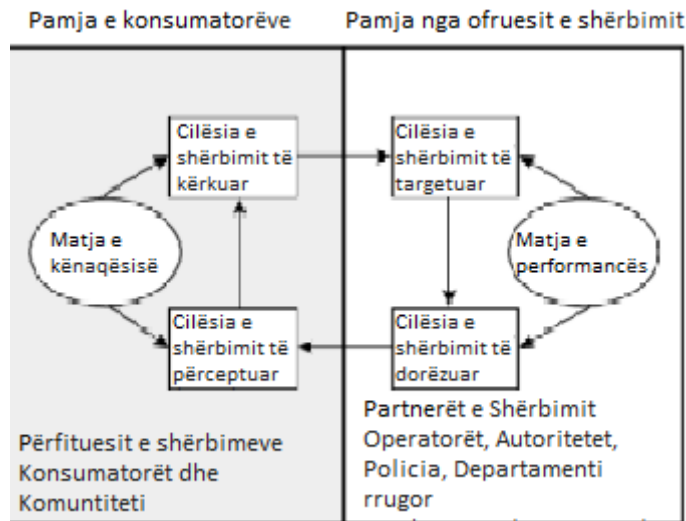 Pamja e konsumatorëve
Pamja nga ofruesit e shërbimit
Cilësia e
shërbimit të
kërkuar
Cilësia e
shërbimit të
targetuar
Matja e
kënaqësisë
Matja e
performancës
Cilësia e
shërbimit të
përceptuar
Cilësia e
shërbimit të
dorëzuar
Përfituesit e shërbimeve
Konsumatorët dhe
Komuntiteti
Partnerët e Shërbimit
Operatorët, Autoritetet,
Policia, Departamenti
rrugor